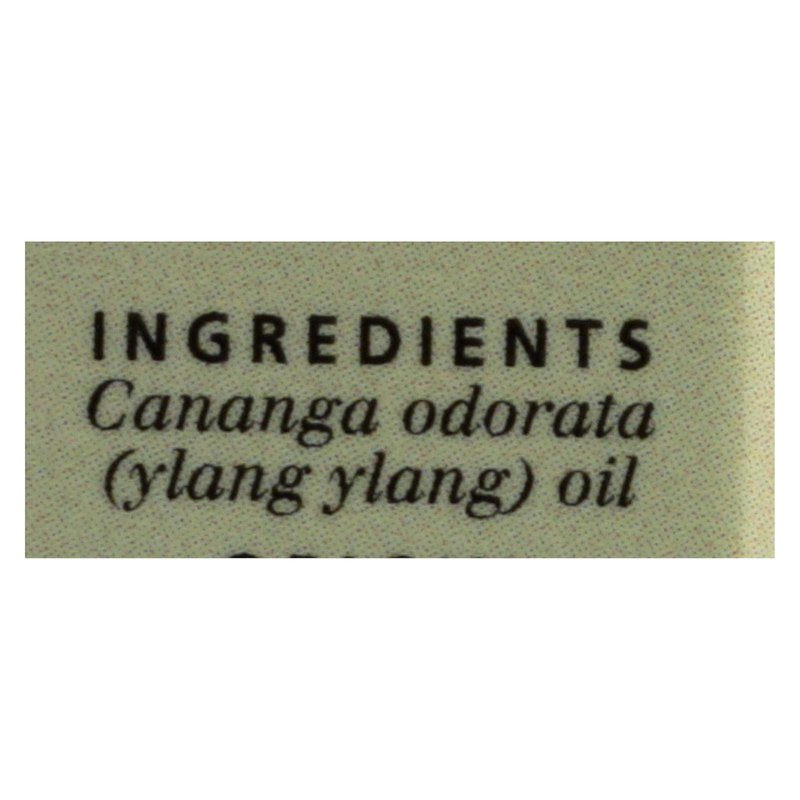 INGREDIENTS
Cananga odorata
(ylang ylang) oil